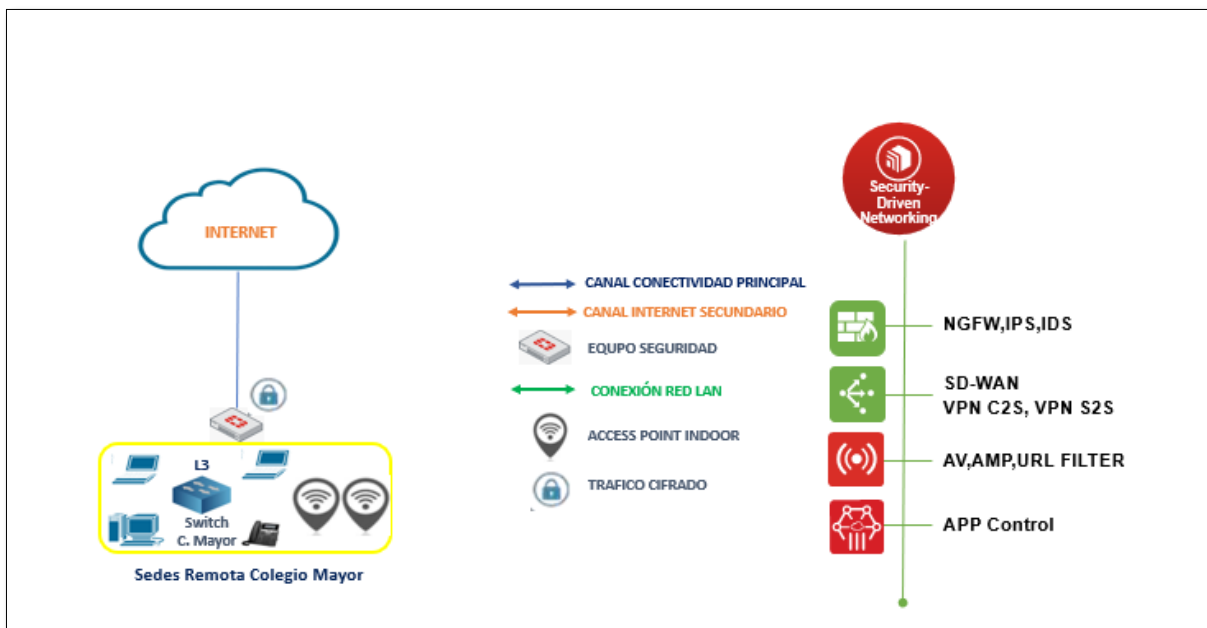 INTERNET
L3
Switch
C. Mayor
Sedes Remota Colegio Mayor
CANAL CONECTIVIDAD PRINCIPAL
CANAL INTERNET SECUNDARIO
EQUPO SEGURIDAD
CONEXIÓN RED LAN
ACCESS POINT INDOOR
TRAFICO CIFRADO
Security-
Driven
Networking
NGFW,IPS,IDS
SD-WAN
VPN C2S, VPN S2S
AV,AMP,URL FILTER
APP Control